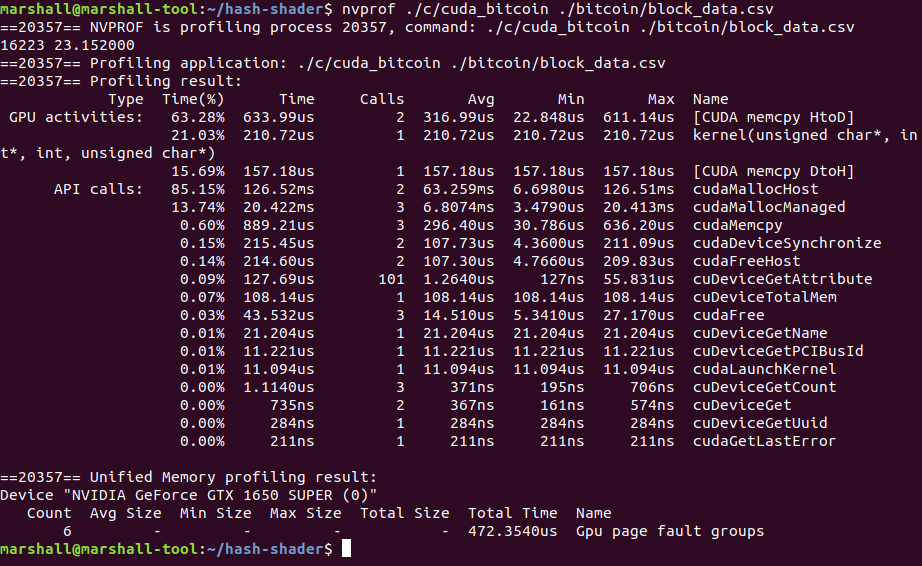 marshall@marshall-tool:~/hash-shader$ nvprof ./c/cuda_bitcoin ./bitcoin/block_data.csv
==20357== NVPROF is profiling process 20357, command: ./c/cuda_bitcoin ./bitcoin/block_data.csv
16223 23.152000
==20357== Profiling application: ./c/cuda_bitcoin ./bitcoin/block_data.csv
==20357== Profiling result:
            Type  Time(%)      Time     Calls       Avg       Min       Max  Name
 GPU activities:   63.28%  633.99us         2  316.99us  22.848us  611.14us  [CUDA memcpy HtoD]
                   21.03%  210.72us         1  210.72us  210.72us  210.72us  kernel(unsigned char*, in
t*, int, unsigned char*)
                   15.69%  157.18us         1  157.18us  157.18us  157.18us  [CUDA memcpy DtoH]
      API calls:   85.15%  126.52ms         2  63.259ms  6.6980us  126.51ms  cudaMallocHost
                   13.74%  20.422ms         3  6.8074ms  3.4790us  20.413ms  cudaMallocManaged
                    0.60%  889.21us         3  296.40us  30.786us  636.20us  cudaMemcpy
                    0.15%  215.45us         2  107.73us  4.3600us  211.09us  cudaDeviceSynchronize
                    0.14%  214.60us         2  107.30us  4.7660us  209.83us  cudaFreeHost
                    0.09%  127.69us       101  1.2640us     127ns  55.831us  cuDeviceGetAttribute
                    0.07%  108.14us         1  108.14us  108.14us  108.14us  cuDeviceTotalMem
                    0.03%  43.532us         3  14.510us  5.3410us  27.170us  cudaFree
                    0.01%  21.204us         1  21.204us  21.204us  21.204us  cuDeviceGetName
                    0.01%  11.221us         1  11.221us  11.221us  11.221us  cuDeviceGetPCIBusId
                    0.01%  11.094us         1  11.094us  11.094us  11.094us  cudaLaunchKernel
                    0.00%  1.1140us         3     371ns     195ns     706ns  cuDeviceGetCount
                    0.00%     735ns         2     367ns     161ns     574ns  cuDeviceGet
                    0.00%     284ns         1     284ns     284ns     284ns  cuDeviceGetUuid
                    0.00%     211ns         1     211ns     211ns     211ns  cudaGetLastError
==20357== Unified Memory profiling result:
Device "NVIDIA GeForce GTX 1650 SUPER (0)"
   Count  Avg Size  Min Size  Max Size  Total Size  Total Time  Name
       6         -         -         -           -  472.3540us  Gpu page fault groups
marshall@marshall-tool:~/hash-shader$